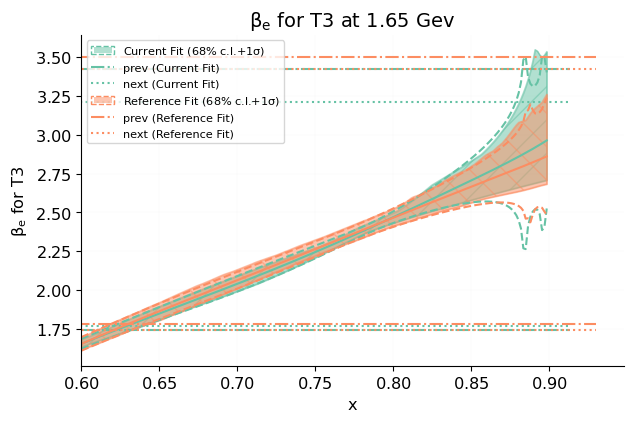 βe for T3 at 1.65 Gev
Current Fit (68% c.l.+1σ)
prev (Current Fit)
next (Current Fit)
Reference Fit (68% c.l.+1σ)
prev (Reference Fit)
next (Reference Fit)
βe for T3
3.50
3.25
3.00
2.75
2.50
2.25
2.00
1.75
0.60 0.65 0.70 0.75 0.80 0.85 0.90
x